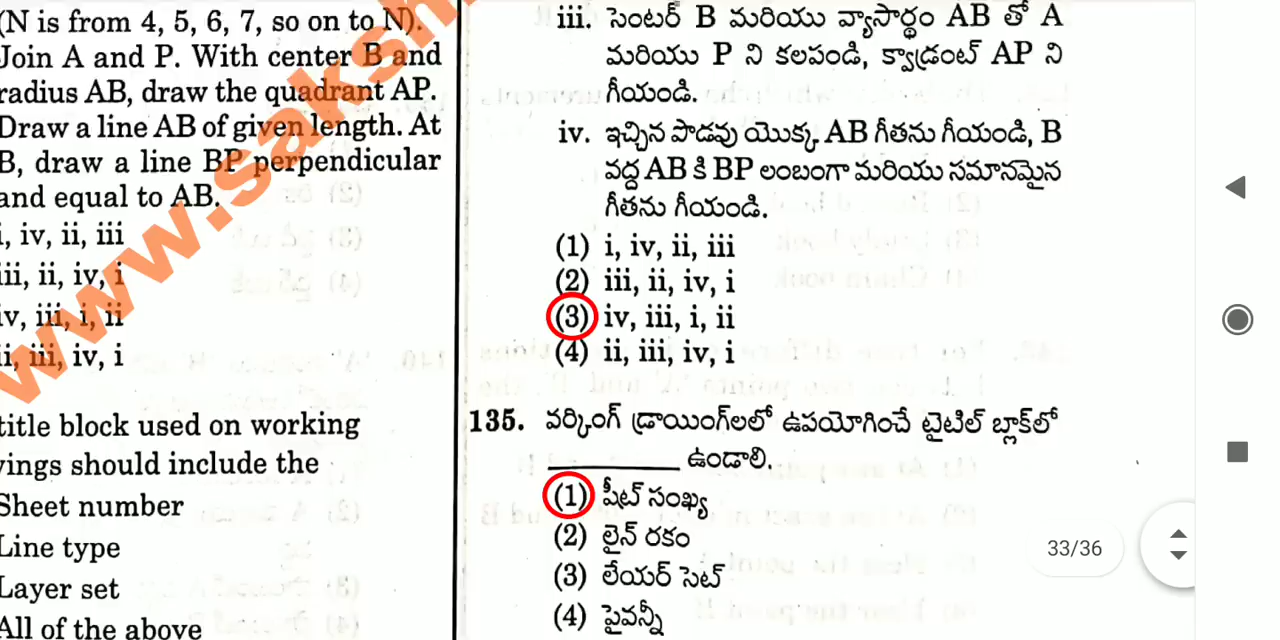 (N is from 4, 5, 6, 7, so on to N).
Join A and P. With center B and
radius AB, draw the quadrant AP.
Draw a line AB of given length. At
B, draw a line BP perpendicular
and equal to AB.
i, iv, ii, iii
iii, ii, iv, i
iv, iii, i, ii
ii, iii, iv, i
title block used on working
should include the
Sheet number
Line type
Layer set
All of the above
www.saksh
iii. సెంటర్ B మరియు వ్యాసార్థం AB తో A
మరియు P ని కలపండి, క్వాడ్రంట్ AP ని
గీయండి.
iv. ఇచ్చిన పొడవు యొక్క AB గీతను గీయండి, B
వద్ద AB కి BP లంబంగా మరియు సమానమైన
గీతను గీయండి.
(1) i, iv, ii, iii
(2) iii, ii, iv, i
(3) iv, iii, i, ii
(4) ii, iii, iv, i
135. వర్కింగ్ డ్రాయింగ్‌లలో ఉపయోగించే టైటిల్ బ్లాక్‌లో
__________ ఉండాలి.
(1) షీట్ సంఖ్య
(2) లైన్ రకం
(3) లేయర్ సెట్
(4) పైవన్నీ
33/36